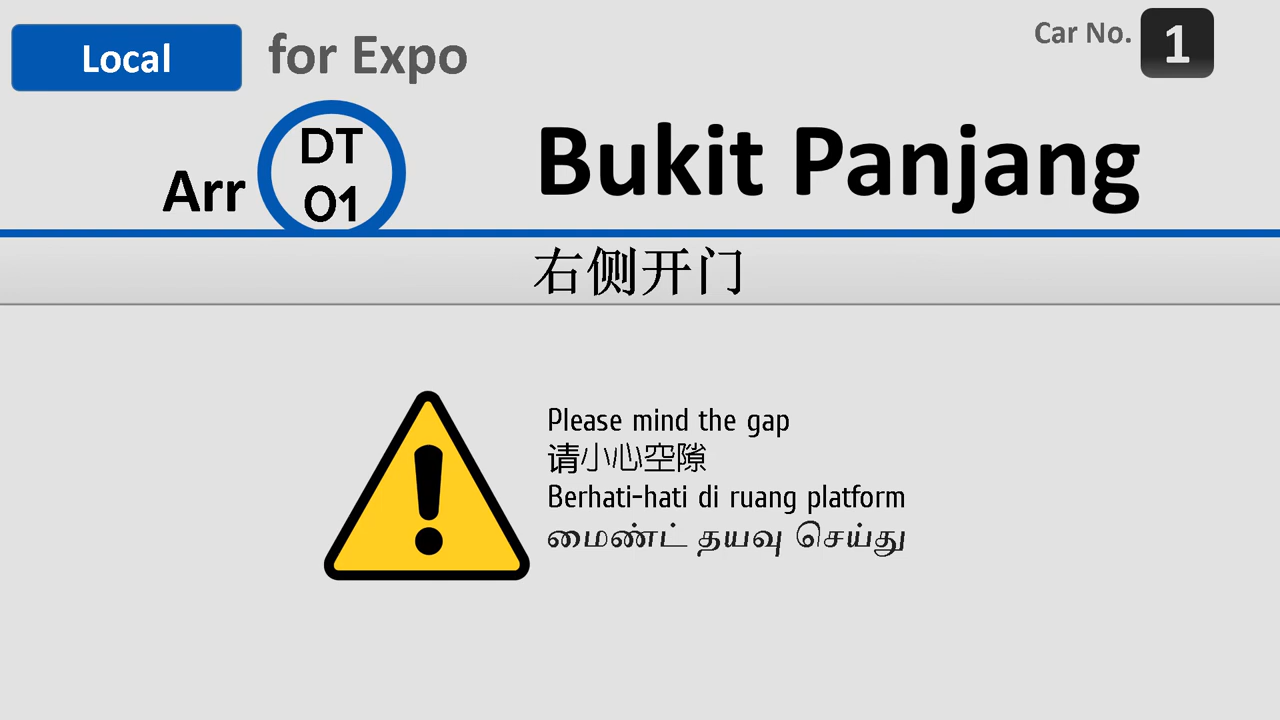 Local for Expo Car No. 1
Arr DT 01 Bukit Panjang
右侧开门
Please mind the gap
请小心空隙
Berhati-hati di ruang platform
மைண்ட் தயவு செய்து